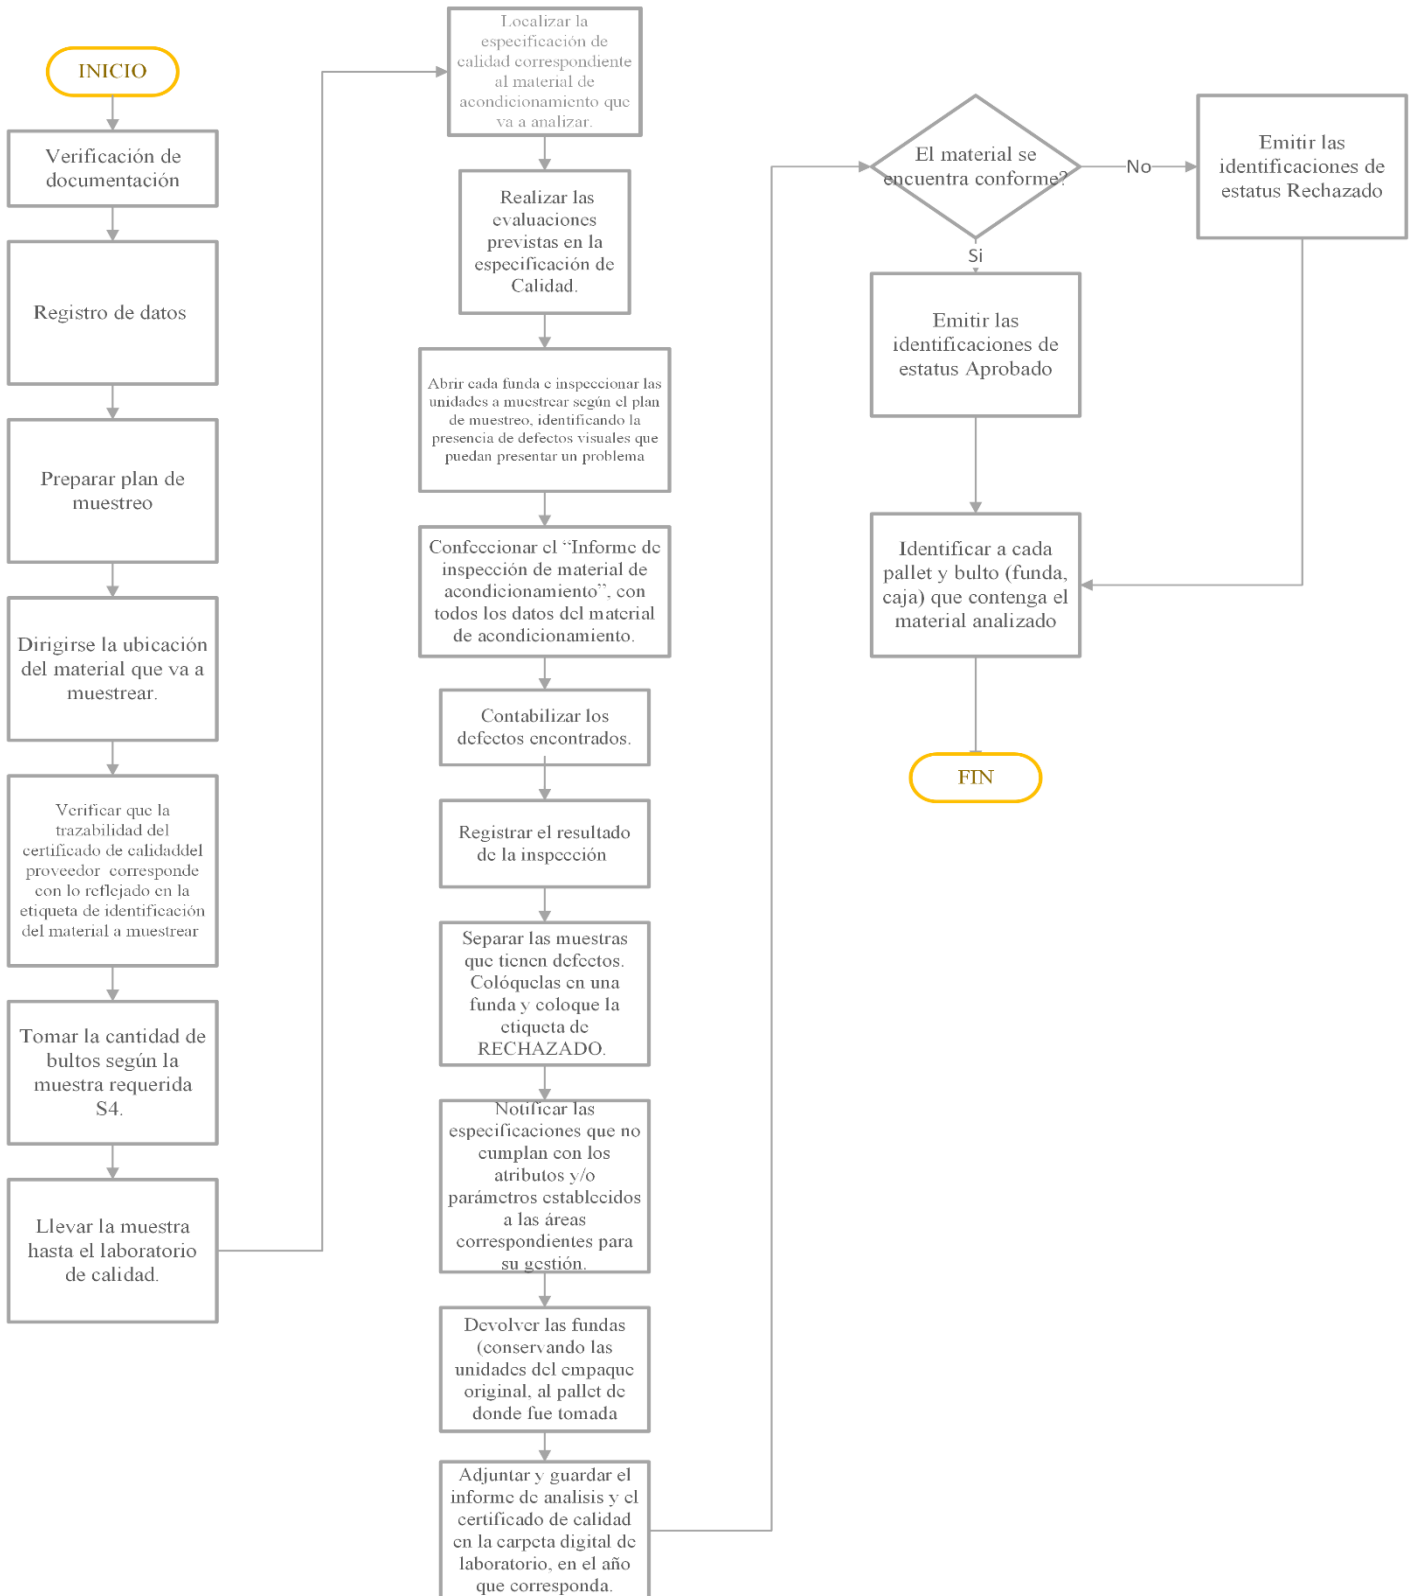 INICIO
Verificación de
documentación
Registro de datos
Preparar plan de
muestreo
Dirigirse la ubicación
del material que va a
muestrear.
Verificar que la
trazabilidad del
certificado de calidaddel
proveedor corresponde
con lo reflejado en la
etiqueta de identificación
del material a muestrear
Tomar la cantidad de
bultos según la
muestra requerida
S4.
Llevar la muestra
hasta el laboratorio
de calidad.
Localizar la
especificación de
calidad correspondiente
al material de
acondicionamiento que
va a analizar.
Realizar las
evaluaciones
previstas en la
especificación de
Calidad.
Abrir cada funda e inspeccionar las
unidades a muestrear según el plan
de muestreo, identificando la
presencia de defectos visuales que
puedan presentar un problema
Confeccionar el “Informe de
inspección de material de
acondicionamiento”, con
todos los datos del material
de acondicionamiento.
Contabilizar los
defectos encontrados.
Registrar el resultado
de la inspección
Separar las muestras
que tienen defectos.
Colóquelas en una
funda y coloque la
etiqueta de
RECHAZADO.
Notificar las
especificaciones que no
cumplan con los
atributos y/o
parámetros establecidos
a las áreas
correspondientes para
su gestión.
Devolver las fundas
(conservando las
unidades del empaque
original, al pallet de
donde fue tomada
Adjuntar y guardar el
informe de analisis y el
certificado de calidad
en la carpeta digital de
laboratorio, en el año
que corresponda.
El material se
encuentra conforme?
No
Emitir las
identificaciones de
estatus Rechazado
Si
Emitir las
identificaciones de
estatus Aprobado
Identificar a cada
pallet y bulto (funda,
caja) que contenga el
material analizado
FIN